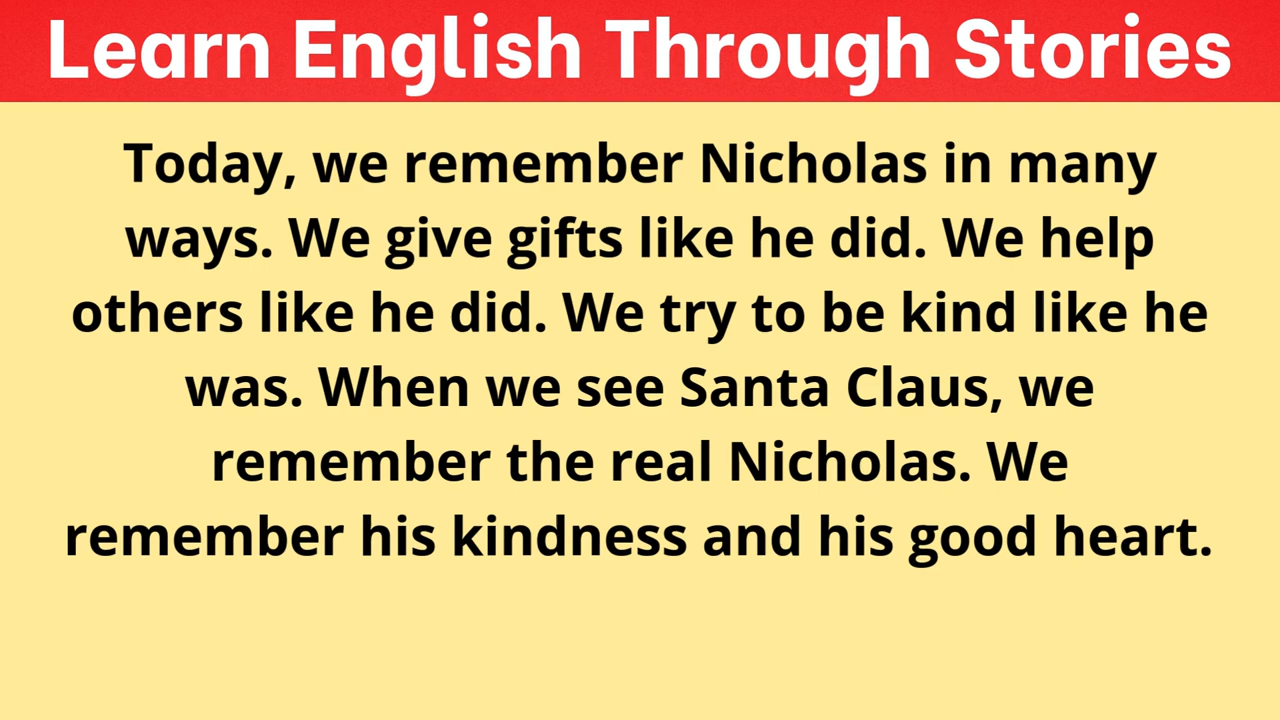 Learn English Through Stories
Today, we remember Nicholas in many
ways. We give gifts like he did. We help
others like he did. We try to be kind like he
was. When we see Santa Claus, we
remember the real Nicholas. We
remember his kindness and his good heart.